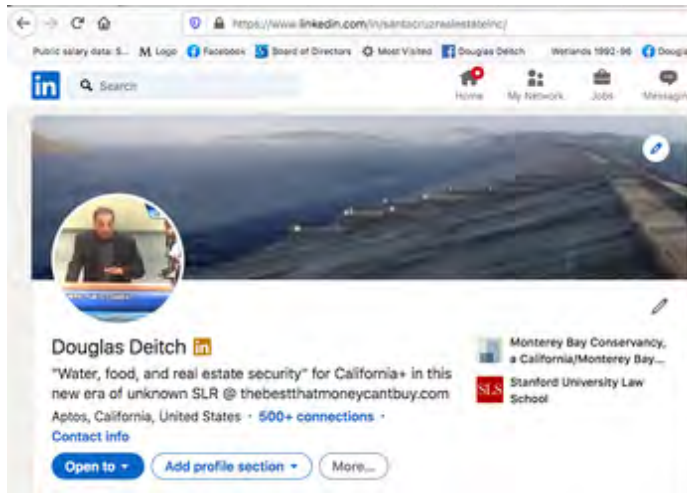 https://www.linkedin.com/in/santacruzrealestateinc/
Public salary data: S... M Logo Facebook Board of Directors Most Visited Douglas Deitch Wetlands 1992-96
in Search
Home My Network Jobs Messaging
Douglas Deitch in
"Water, food, and real estate security" for California+ in this
new era of unknown SLR @ thebestthatmoneycantbuy.com
Aptos, California, United States · 500+ connections ·
Contact info
Open to Add profile section More...
Monterey Bay Conservancy,
a California/Monterey Bay...
SLS Stanford University Law
School